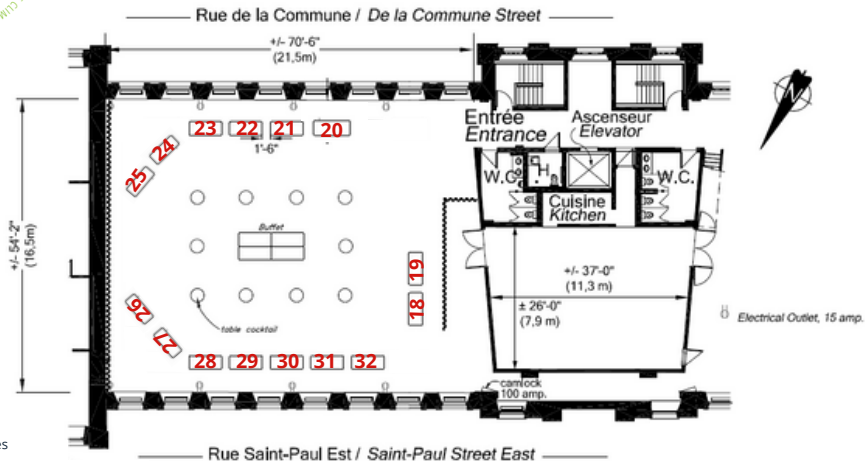 Rue de la Commune / De la Commune Street
+/- 70'-6"
(21,5m)
N
Entrée
Entrance
Ascenseur
Elevator
23 22 21 20
1'-6"
24
25
W.C.
H
W.C.
Cuisine
Kitchen
Buffet
+/- 54'-2"
(16,5m)
19
18
+/- 37'-0"
(11,3 m)
± 26'-0"
(7,9 m)
26
27
table cocktail
Electrical Outlet, 15 amp.
28 29 30 31 32
camlock
100 amp.
Rue Saint-Paul Est / Saint-Paul Street East